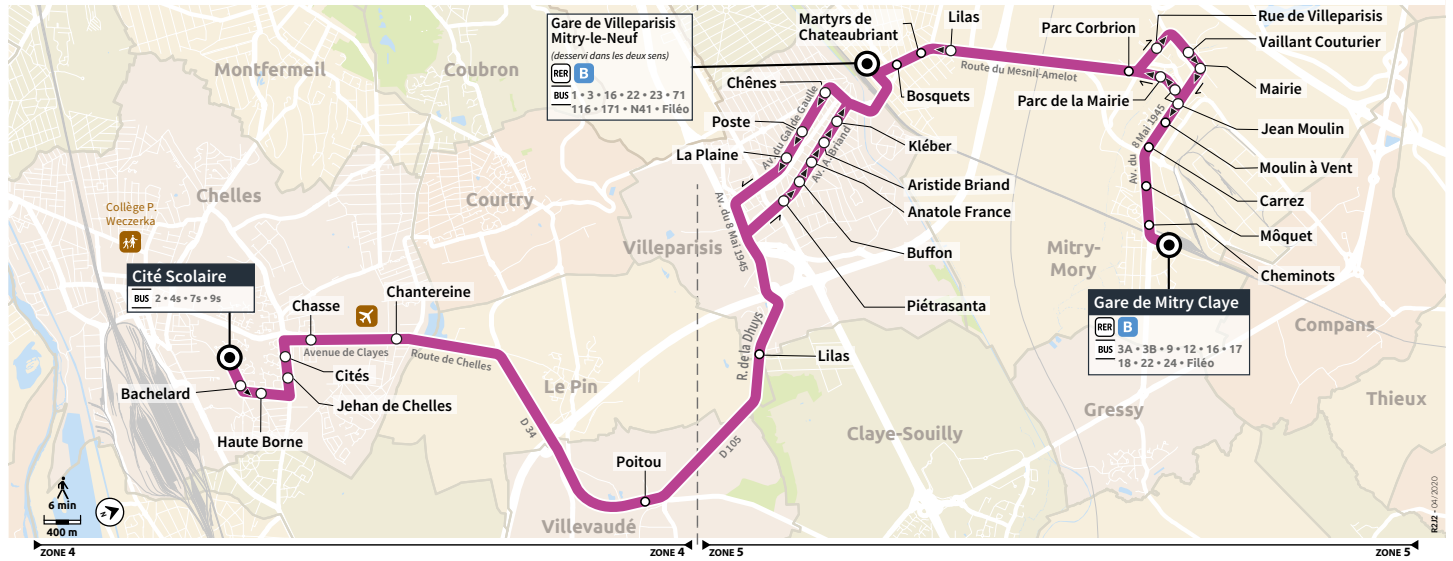 Gare de Villeparisis
Mitry-le-Neuf
(desservi dans les deux sens)
RER B
BUS 1 • 3 • 16 • 22 • 23 • 71
116 • 171 • N41 • Filéo
Martyrs de
Chateaubriant
Lilas
Parc Corbrion
Rue de Villeparisis
Vaillant Couturier
Mairie
Route du Mesnil-Amelot
Parc de la Mairie
Jean Moulin
Moulin à Vent
Carrez
Môquet
Cheminots
Av. du 8 Mai 1945
Bosquets
Chênes
Poste
La Plaine
Av. du Gal de Gaulle
Av. A. Briand
Kléber
Aristide Briand
Anatole France
Buffon
Piétrasanta
Av. du 8 Mai 1945
Montfermeil
Coubron
Chelles
Courtry
Villeparisis
Mitry-
Mory
Compans
Thieux
Gressy
Claye-Souilly
Le Pin
Villevaudé
Collège P.
Weczerka
Cité Scolaire
BUS 2 • 4s • 7s • 9s
Chasse
Chantereine
Avenue de Clayes
Route de Chelles
Cités
Bachelard
Jehan de Chelles
Haute Borne
D 34
Poitou
D 105
R. de la Dhuys
Lilas
Gare de Mitry Claye
RER B
BUS 3A • 3B • 9 • 12 • 16 • 17
18 • 22 • 24 • Filéo
6 min
400 m
N
R2J2 - 04/2020
ZONE 4
ZONE 4
ZONE 5
ZONE 5